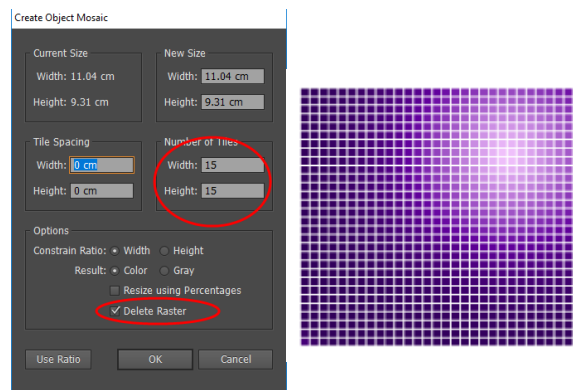 Create Object Mosaic
Current Size
Width: 11.04 cm
Height: 9.31 cm
New Size
Width: 11.04 cm
Height: 9.31 cm
Tile Spacing
Width: 0 cm
Height: 0 cm
Number of Tiles
Width: 15
Height: 15
Options
Constrain Ratio: Width Height
Result: Color Gray
Resize using Percentages
Delete Raster
Use Ratio OK Cancel